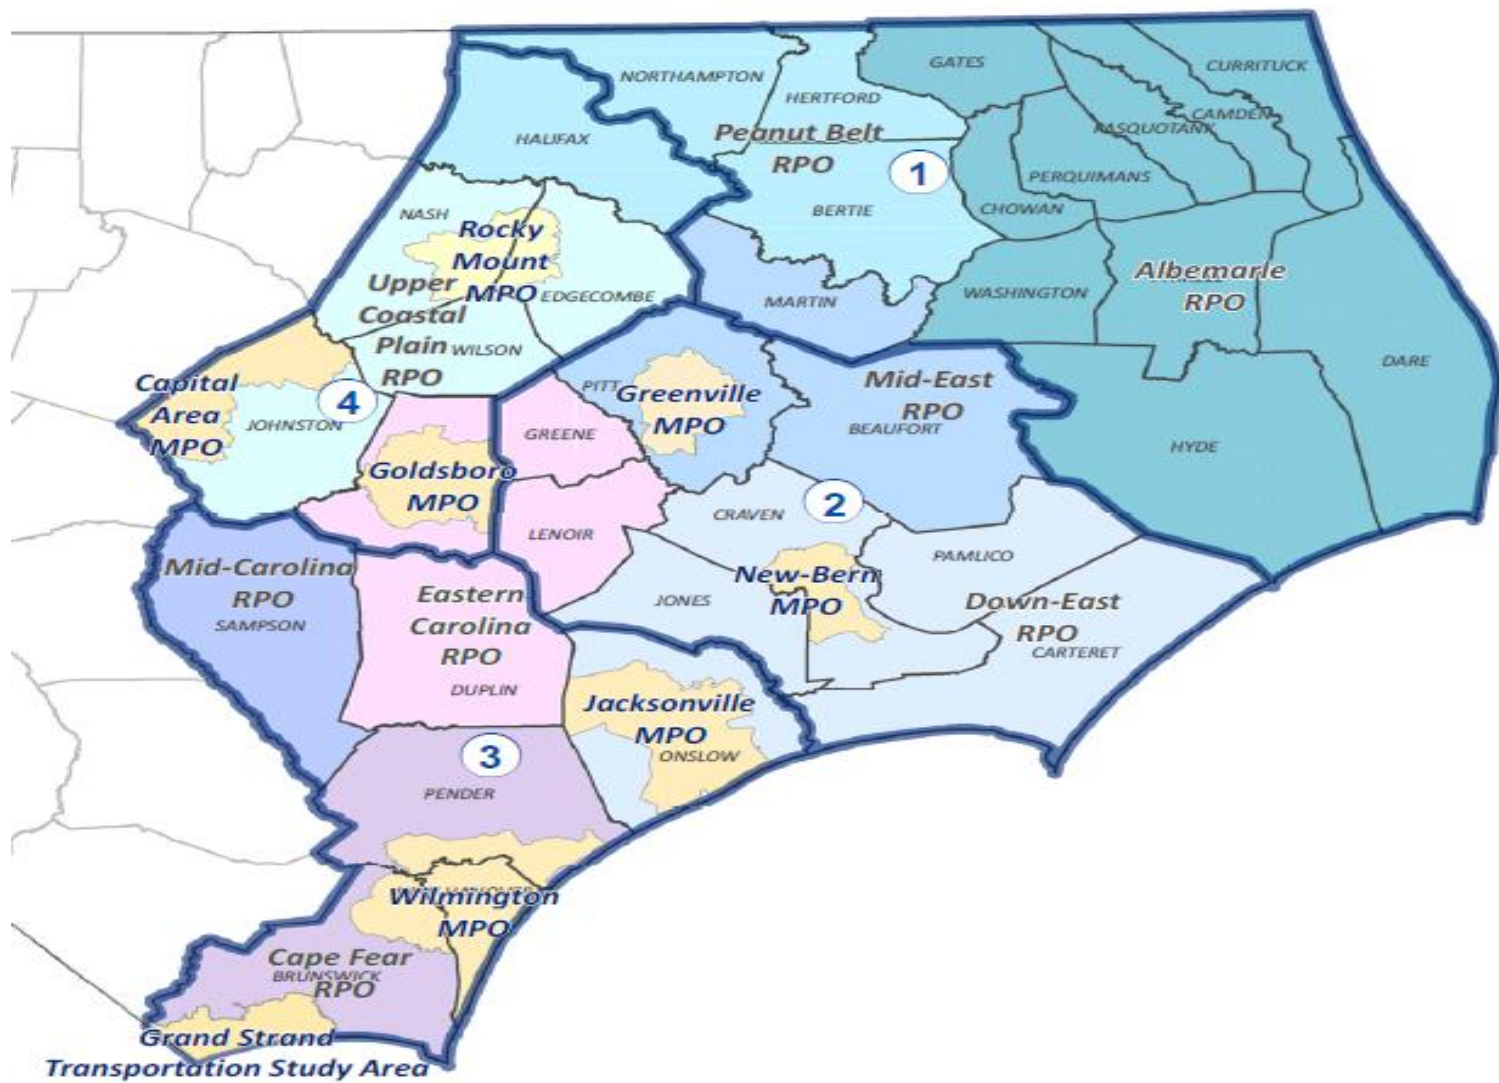 GATES
CURRITUCK
NORTHAMPTON
HERTFORD
CAMDEN
PASQUOTANK
HALIFAX
Peanut Belt
RPO
1
PERQUIMANS
BERTIE
CHOWAN
NASH
Rocky
Mount
MPO
Upper
Coastal
Plain
RPO
EDGECOMBE
WILSON
MARTIN
WASHINGTON
Albemarle
RPO
DARE
HYDE
Capital
Area
MPO
4
JOHNSTON
PITT
Greenville
MPO
Mid-East
RPO
BEAUFORT
GREENE
Goldsboro
MPO
LENOIR
CRAVEN
2
PAMLICO
New-Bern
MPO
JONES
Down-East
RPO
CARTERET
Mid-Carolina
RPO
SAMPSON
Eastern
Carolina
RPO
DUPLIN
Jacksonville
MPO
ONSLOW
3
PENDER
Wilmington
MPO
Cape Fear
BRUNSWICK
RPO
Grand Strand
Transportation Study Area